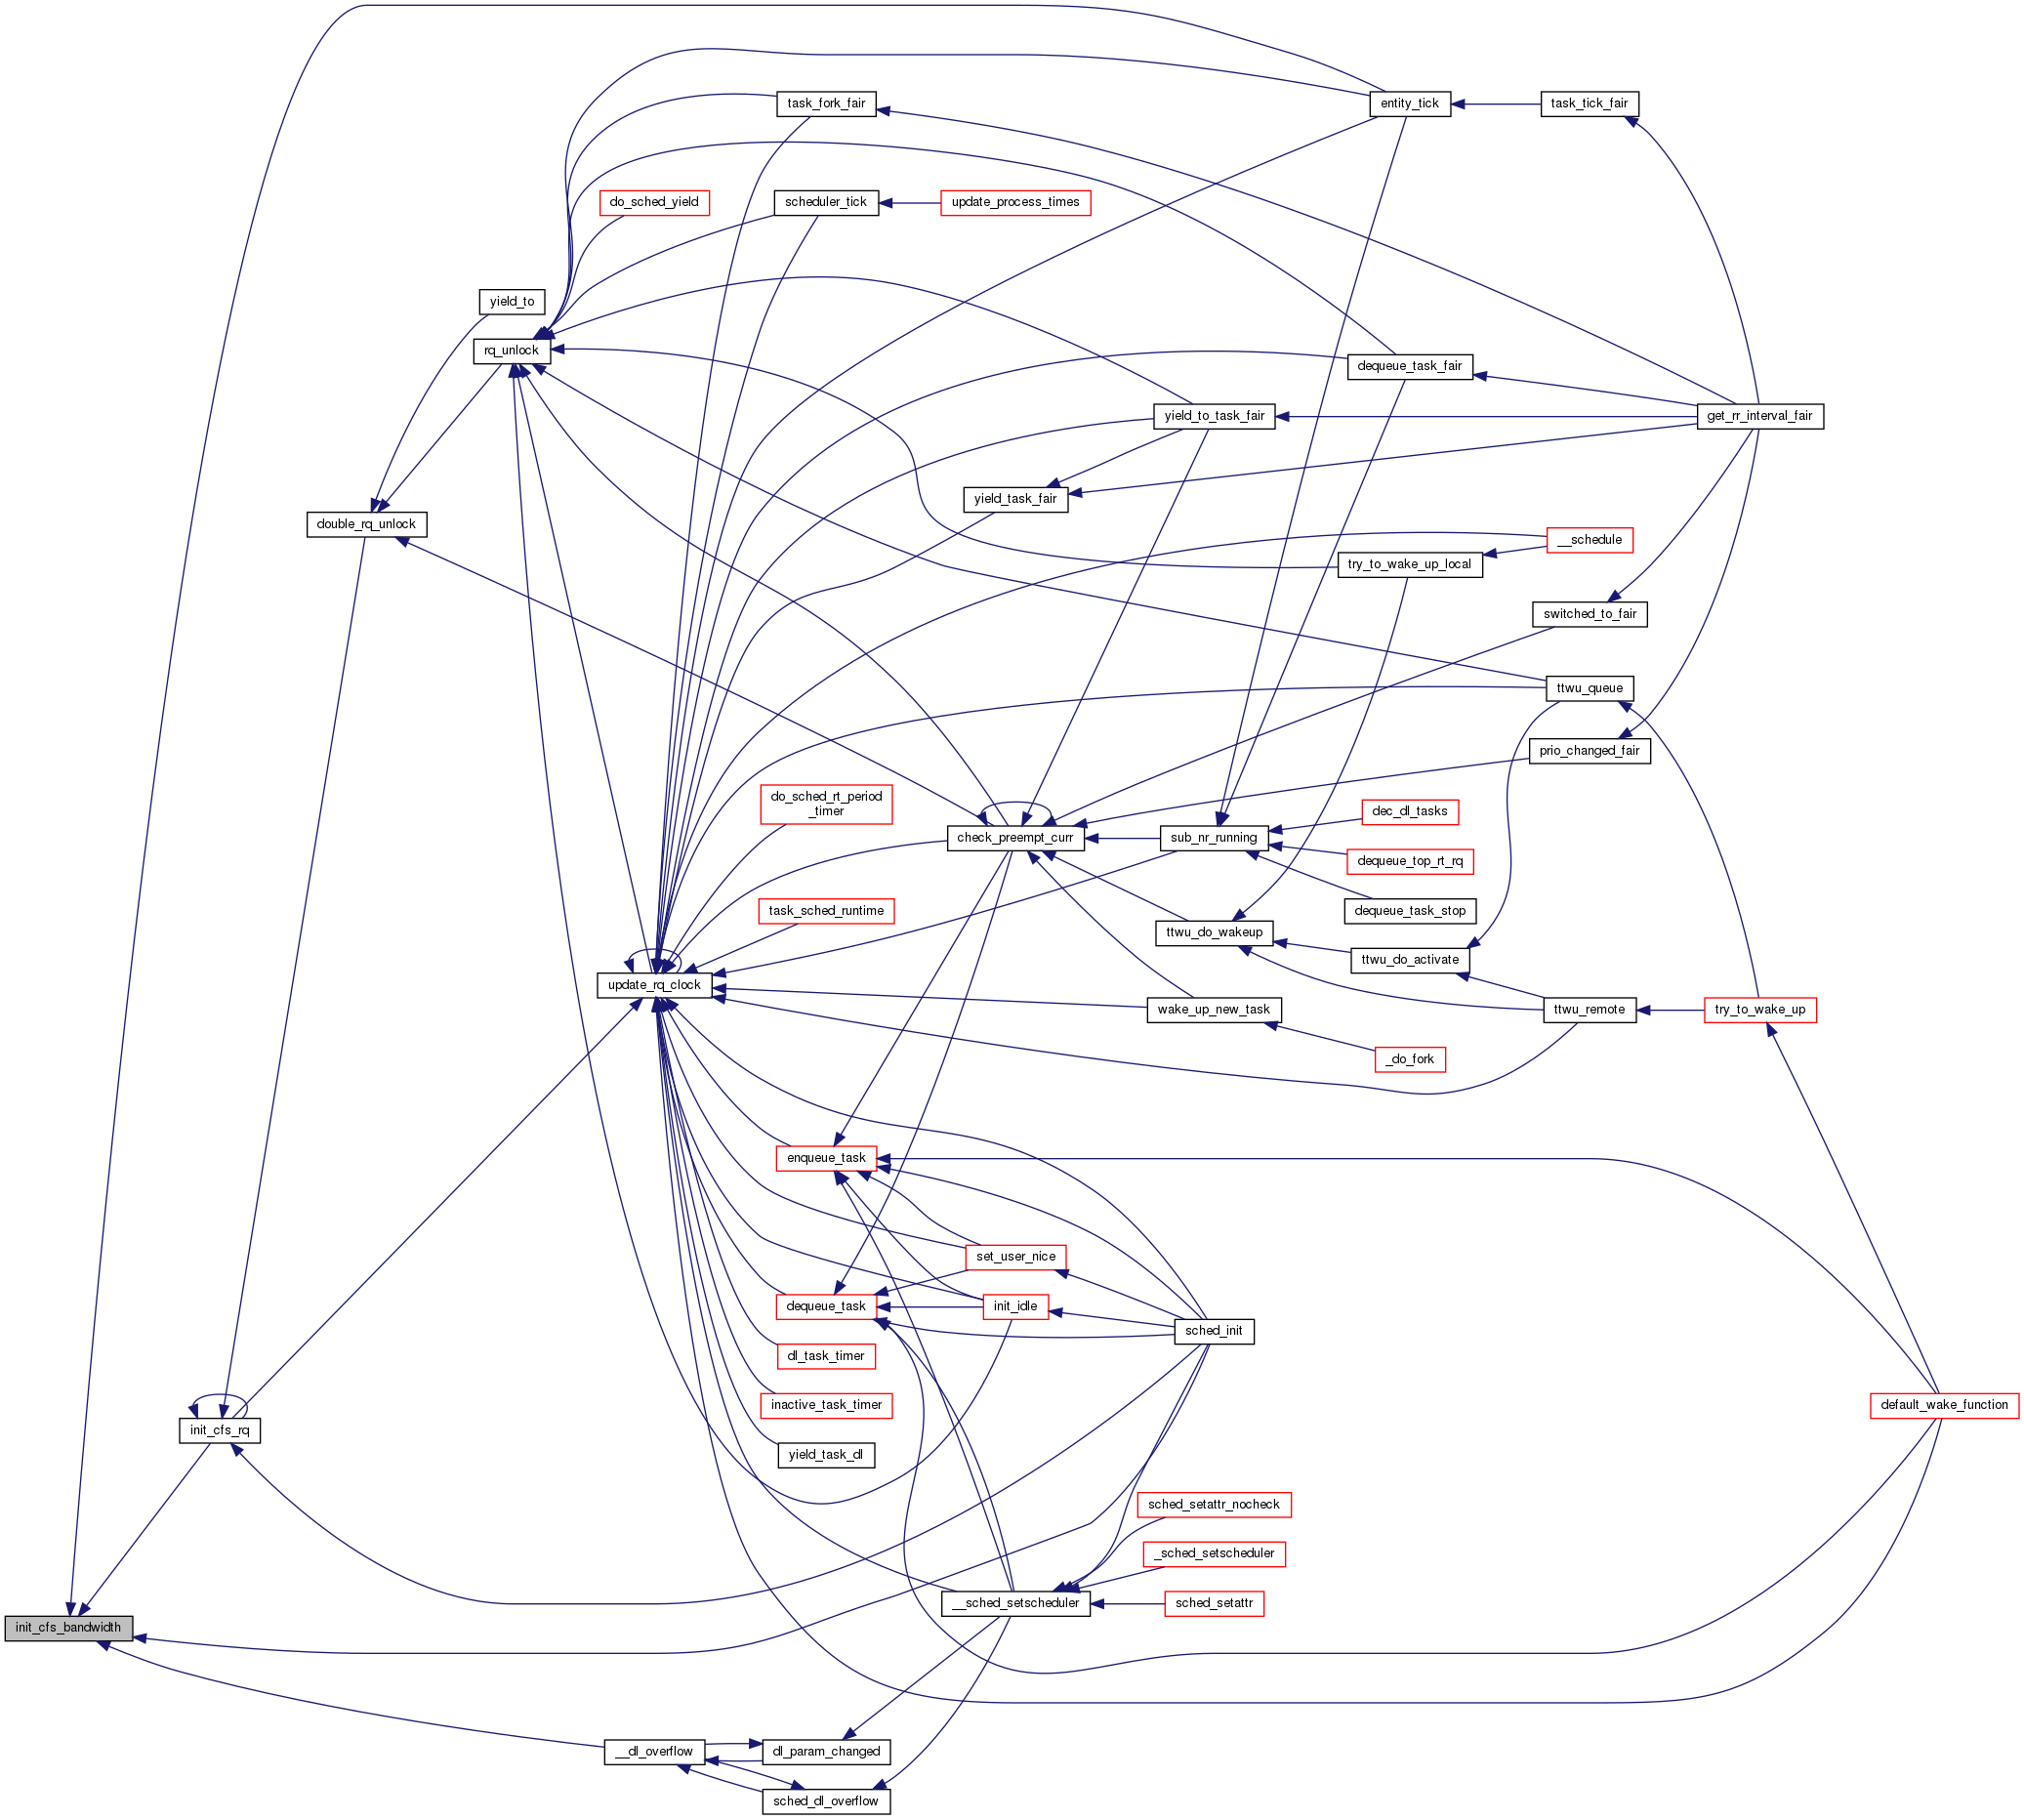 task_fork_fair
entity_tick
task_tick_fair
do_sched_yield
scheduler_tick
update_process_times
yield_to
rq_unlock
dequeue_task_fair
yield_to_task_fair
get_rr_interval_fair
yield_task_fair
double_rq_unlock
__schedule
try_to_wake_up_local
switched_to_fair
ttwu_queue
prio_changed_fair
do_sched_rt_period
_timer
check_preempt_curr
sub_nr_running
dec_dl_tasks
dequeue_top_rt_rq
task_sched_runtime
dequeue_task_stop
ttwu_do_wakeup
ttwu_do_activate
update_rq_clock
wake_up_new_task
ttwu_remote
try_to_wake_up
_do_fork
enqueue_task
set_user_nice
dequeue_task
init_idle
sched_init
dl_task_timer
inactive_task_timer
default_wake_function
init_cfs_rq
yield_task_dl
sched_setattr_nocheck
_sched_setscheduler
__sched_setscheduler
sched_setattr
init_cfs_bandwidth
__dl_overflow
dl_param_changed
sched_dl_overflow